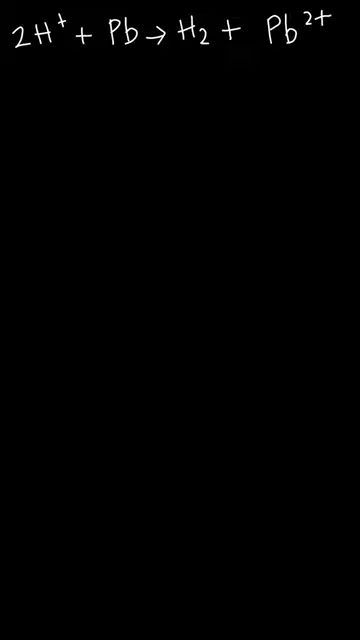 2H⁺ + Pb → H₂ + Pb²⁺